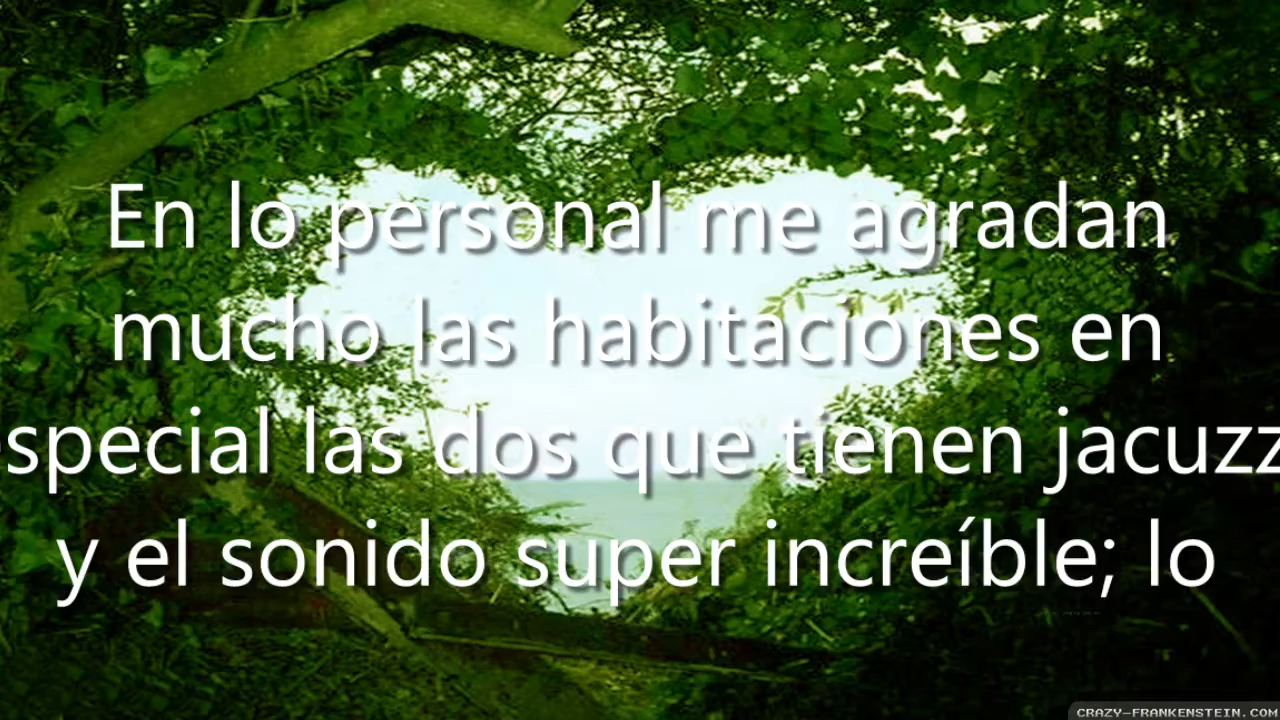 En lo personal me agradan
mucho las habitaciones en
special las dos que tienen jacuzz
y el sonido super increíble; lo
CRAZY-FRANKENSTEIN.COM